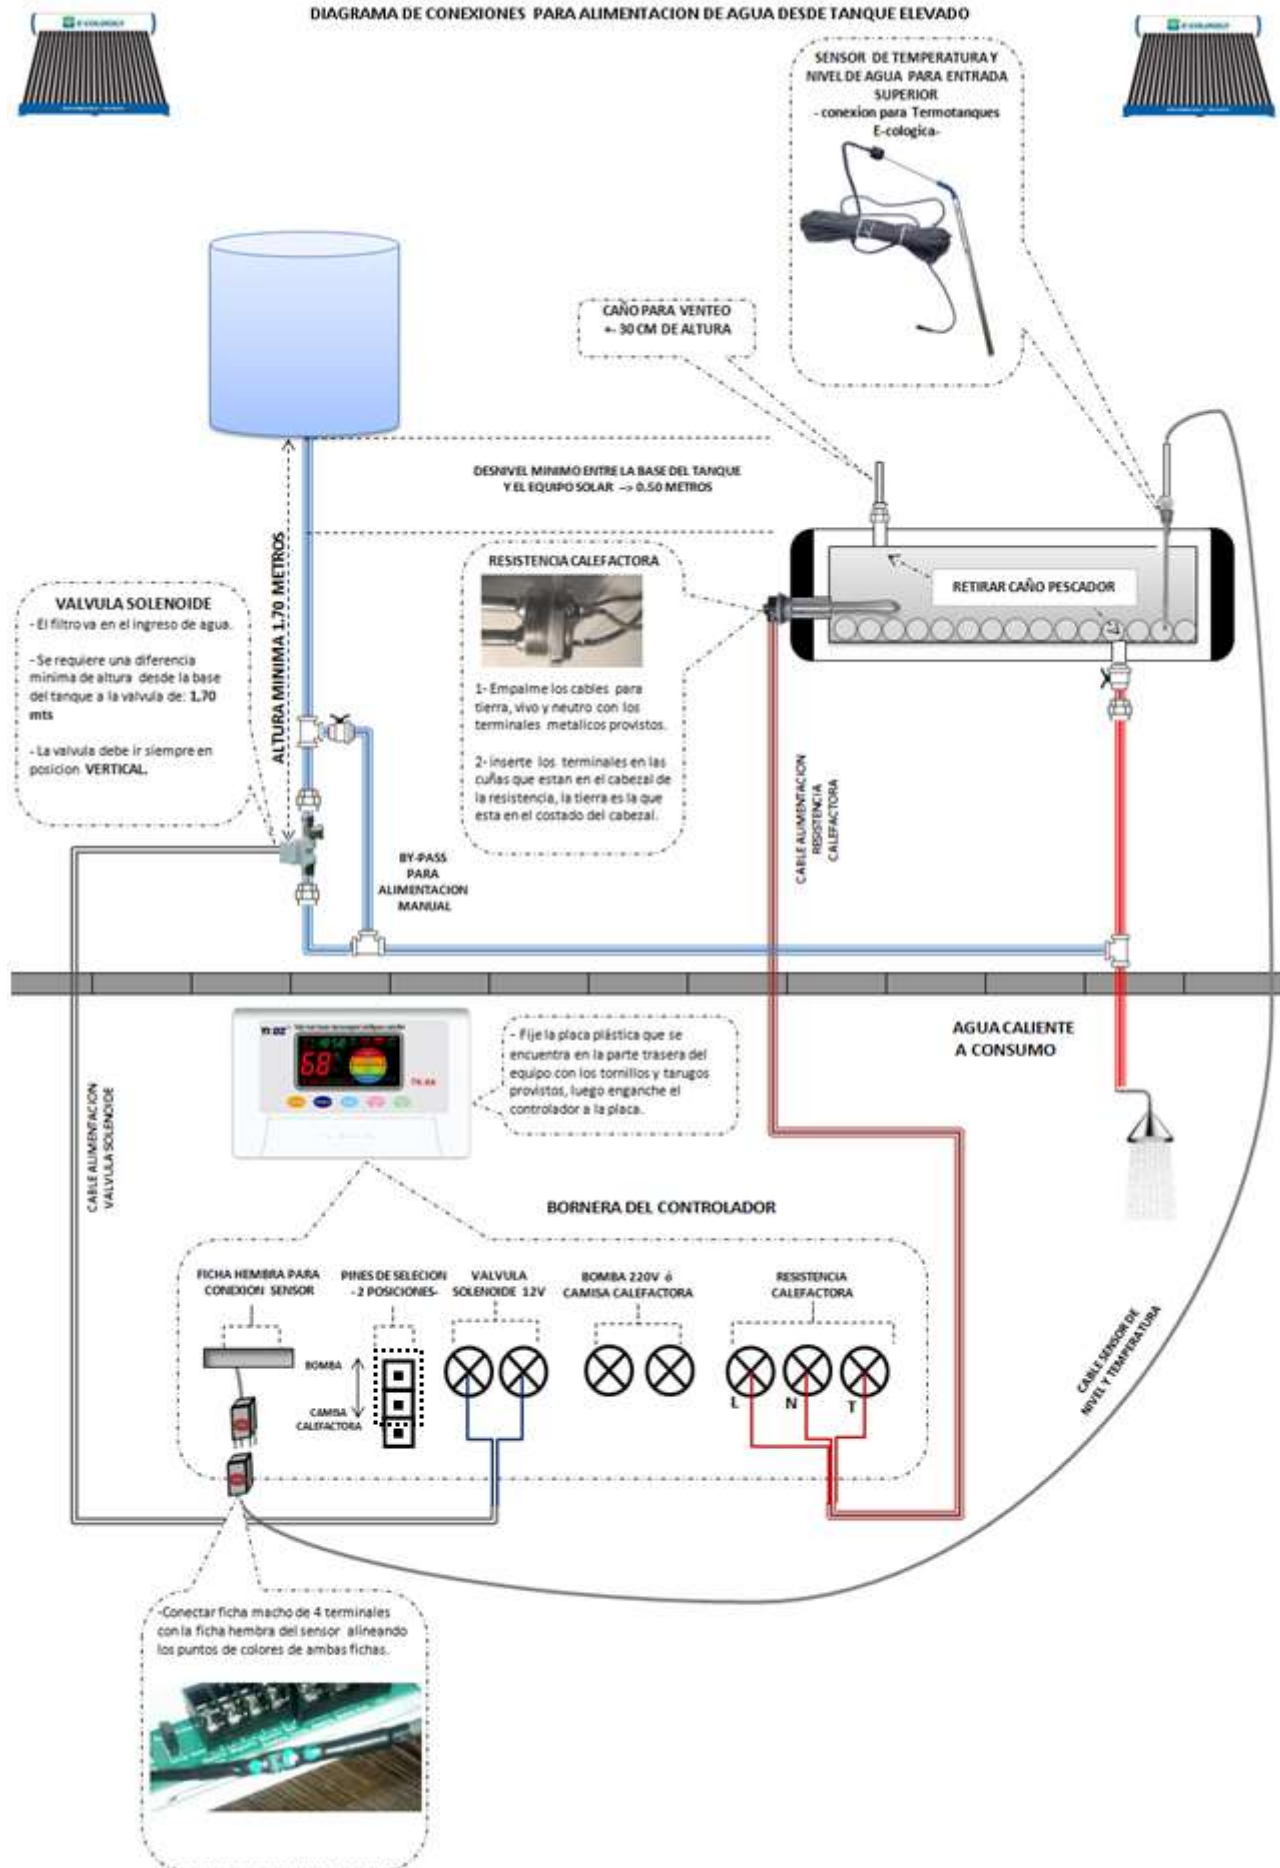 DIAGRAMA DE CONEXIONES PARA ALIMENTACION DE AGUA DESDE TANQUE ELEVADO
E-COLOGICA
E-COLOGICA
SENSOR DE TEMPERATURA Y
NIVEL DE AGUA PARA ENTRADA
SUPERIOR
- conexion para Termotanques
E-cologica-
CAÑO PARA VENTEO
+- 30 CM DE ALTURA
DESNIVEL MINIMO ENTRE LA BASE DEL TANQUE
Y EL EQUIPO SOLAR --> 0.50 METROS
ALTURA MINIMA 1.70 METROS
VALVULA SOLENOIDE
- El filtro va en el ingreso de agua.
- Se requiere una diferencia
minima de altura desde la base
del tanque a la valvula de: 1,70
mts
- La valvula debe ir siempre en
posicion VERTICAL.
RESISTENCIA CALEFACTORA
1- Empalme los cables para
tierra, vivo y neutro con los
terminales metalicos provistos.
2- inserte los terminales en las
cuñas que estan en el cabezal de
la resistencia, la tierra es la que
esta en el costado del cabezal.
RETIRAR CAÑO PESCADOR
CABLE ALIMENTACION
RESISTENCIA
CALEFACTORA
BY-PASS
PARA
ALIMENTACION
MANUAL
- Fije la placa plástica que se
encuentra en la parte trasera del
equipo con los tornillos y tarugos
provistos, luego enganche el
controlador a la placa.
68
AGUA CALIENTE
A CONSUMO
CABLE ALIMENTACION
VALVULA SOLENOIDE
BORNERA DEL CONTROLADOR
FICHA HEMBRA PARA
CONEXION SENSOR
PINES DE SELECION
- 2 POSICIONES-
VALVULA
SOLENOIDE 12V
BOMBA 220V ó
CAMISA CALEFACTORA
RESISTENCIA
CALEFACTORA
BOMBA
CAMISA
CALEFACTORA
L N T
CABLE SENSOR DE
NIVEL Y TEMPERATURA
-Conectar ficha macho de 4 terminales
con la ficha hembra del sensor alineando
los puntos de colores de ambas fichas.